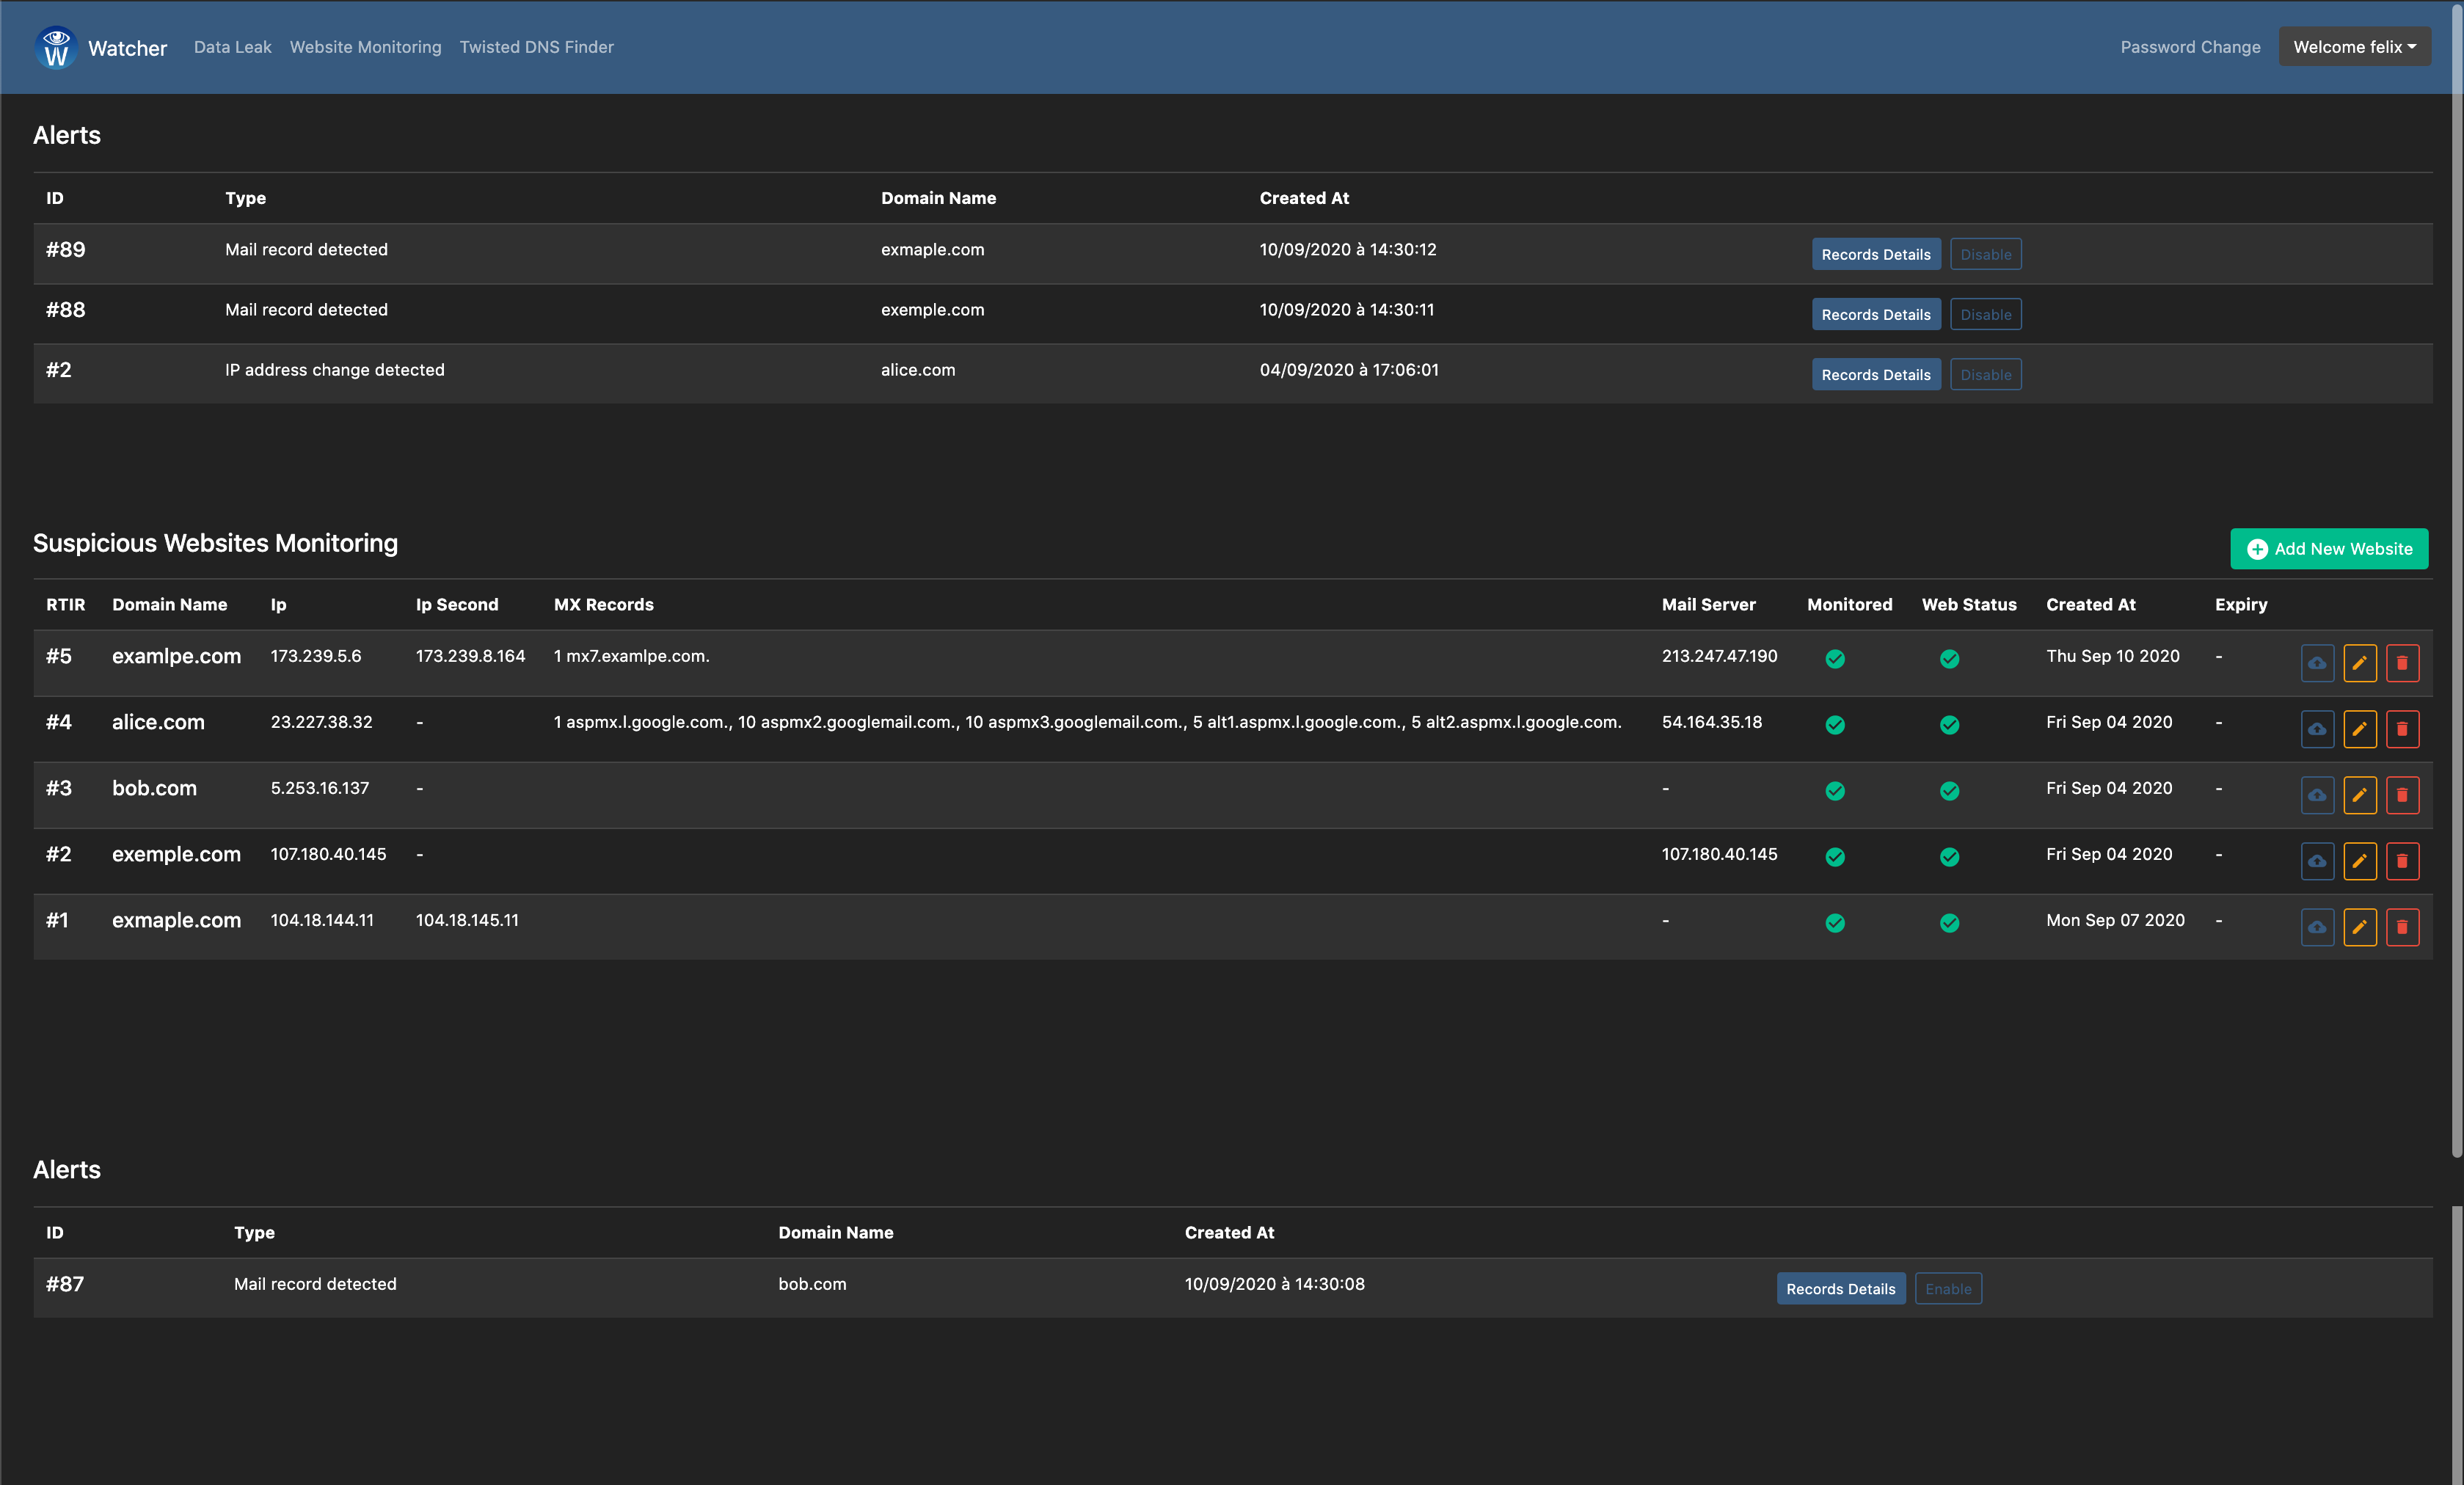 Watcher Data Leak Website Monitoring Twisted DNS Finder Password Change Welcome felix
Alerts
ID Type Domain Name Created At
#89 Mail record detected exmaple.com 10/09/2020 à 14:30:12 Records Details Disable
#88 Mail record detected exemple.com 10/09/2020 à 14:30:11 Records Details Disable
#2 IP address change detected alice.com 04/09/2020 à 17:06:01 Records Details Disable
Suspicious Websites Monitoring Add New Website
RTIR Domain Name Ip Ip Second MX Records Mail Server Monitored Web Status Created At Expiry
#5 examlpe.com 173.239.5.6 173.239.8.164 1 mx7.examlpe.com. 213.247.47.190 Thu Sep 10 2020 -
#4 alice.com 23.227.38.32 - 1 aspmx.l.google.com., 10 aspmx2.googlemail.com., 10 aspmx3.googlemail.com., 5 alt1.aspmx.l.google.com., 5 alt2.aspmx.l.google.com. 54.164.35.18 Fri Sep 04 2020 -
#3 bob.com 5.253.16.137 - - Fri Sep 04 2020 -
#2 exemple.com 107.180.40.145 - 107.180.40.145 Fri Sep 04 2020 -
#1 exmaple.com 104.18.144.11 104.18.145.11 - Mon Sep 07 2020 -
Alerts
ID Type Domain Name Created At
#87 Mail record detected bob.com 10/09/2020 à 14:30:08 Records Details Enable